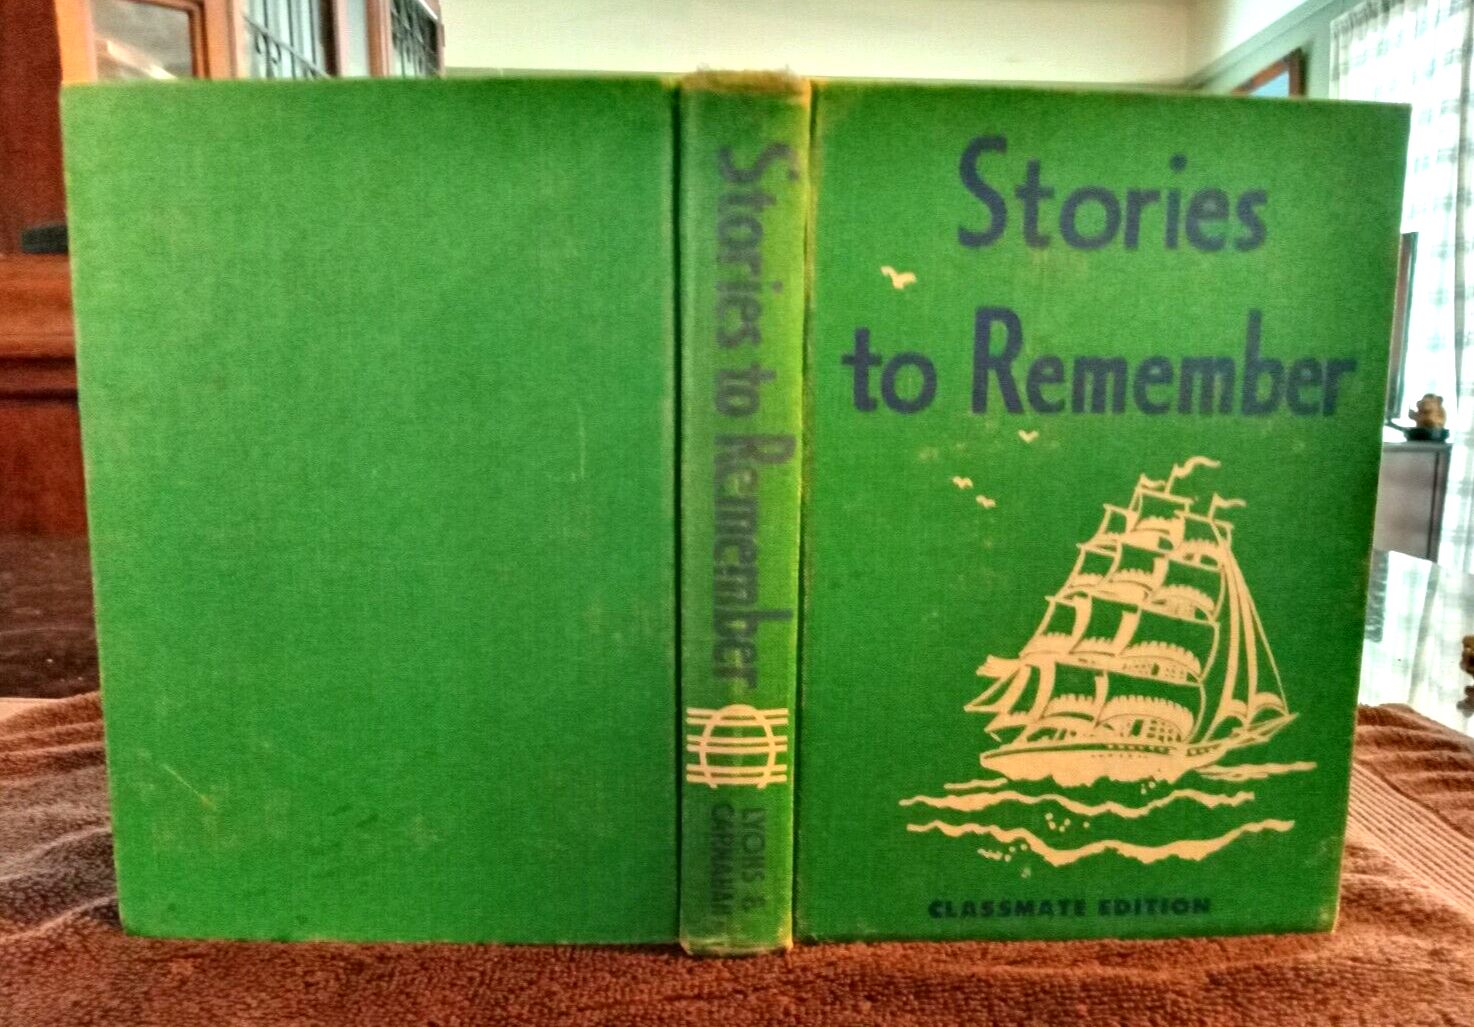 Stories to Remember
LYONS &
CARNAHAN
Stories
to Remember
CLASSMATE EDITION